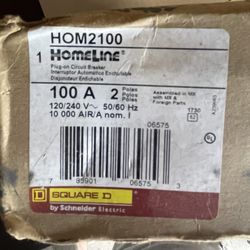 HOM2100
1 HOMELINE®
Plug-on Circuit Breaker
Interruptor Automatico Enchufable
Disjoncteur Enfichable
100 A 2 Poles
Polos
Pôles
120/240 V~ 50/60 Hz
10 000 AIR/A nom. I
Assembled in MX
with MX &
Foreign Parts
1730
06575
7 85901 06575 3
SQUARE D
by Schneider Electric